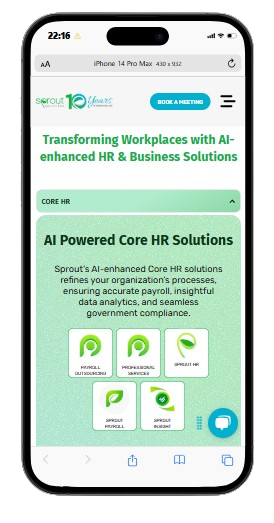 22:16
AA iPhone 14 Pro Max 430 x 932
sprout 10 Years
BOOK A MEETING
Transforming Workplaces with AI-
enhanced HR & Business Solutions
CORE HR
AI Powered Core HR Solutions
Sprout's AI-enhanced Core HR solutions
refines your organization's processes,
ensuring accurate payroll, insightful
data analytics, and seamless
government compliance.
PAYROLL
OUTSOURCING
PROFESSIONAL
SERVICES
SPROUT HR
SPROUT
PAYROLL
SPROUT
INSIGHT